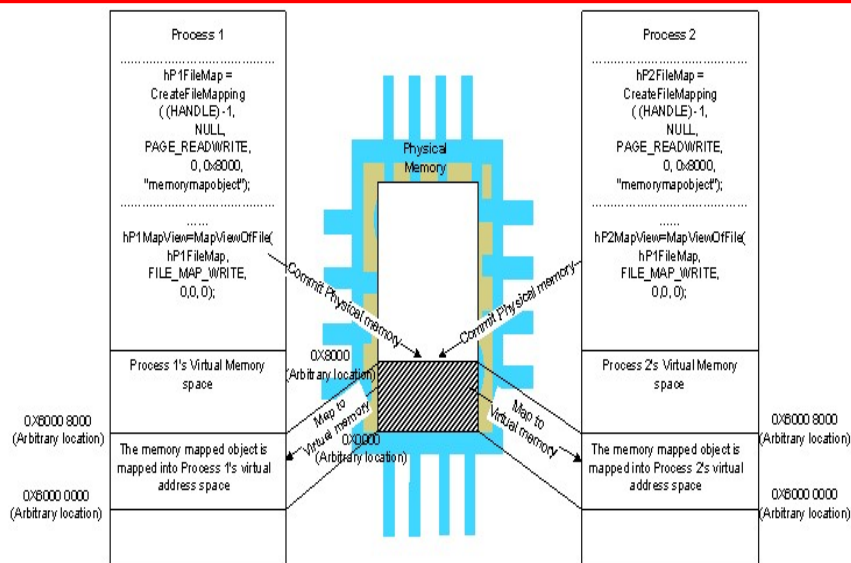 Process 1
hP1FileMap =
CreateFileMapping
( (HANDLE)-1,
NULL,
PAGE_READWRITE,
0, 0x8000,
"memorymapobject");
......
hP1MapView=MapViewOfFile(
hP1FileMap,
FILE_MAP_WRITE,
0,0, 0);
Process 1's Virtual Memory
space
The memory mapped object is
mapped into Process 1's virtual
address space
0X6000 8000
(Arbitrary location)
0X6000 0000
(Arbitrary location)
Physical
Memory
Commit Physical memory
Commit Physical memory
0X8000
(Arbitrary location)
Map to
Virtual memory
0X0000
(Arbitrary location)
Map to
Virtual memory
Process 2
hP2FileMap =
CreateFileMapping
( (HANDLE)-1,
NULL,
PAGE_READWRITE,
0, 0x8000,
"memorymapobject");
......
hP2MapView=MapViewOfFile(
hP1FileMap,
FILE_MAP_WRITE,
0,0, 0);
Process 2's Virtual Memory
space
The memory mapped object is
mapped into Process 2's virtual
address space
0X6000 8000
(Arbitrary location)
0X6000 0000
(Arbitrary location)